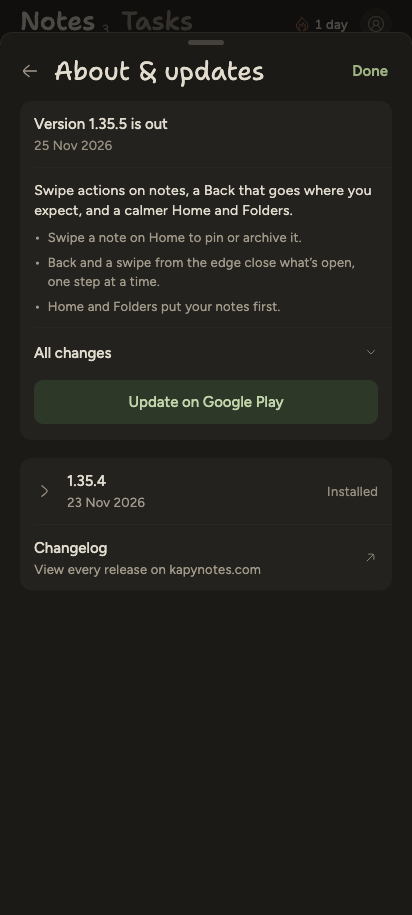 Notes 3 Tasks
1 day
About & updates
Done
Version 1.35.5 is out
25 Nov 2026
Swipe actions on notes, a Back that goes where you
expect, and a calmer Home and Folders.
• Swipe a note on Home to pin or archive it.
• Back and a swipe from the edge close what's open,
one step at a time.
• Home and Folders put your notes first.
All changes
Update on Google Play
1.35.4
23 Nov 2026
Installed
Changelog
View every release on kapynotes.com